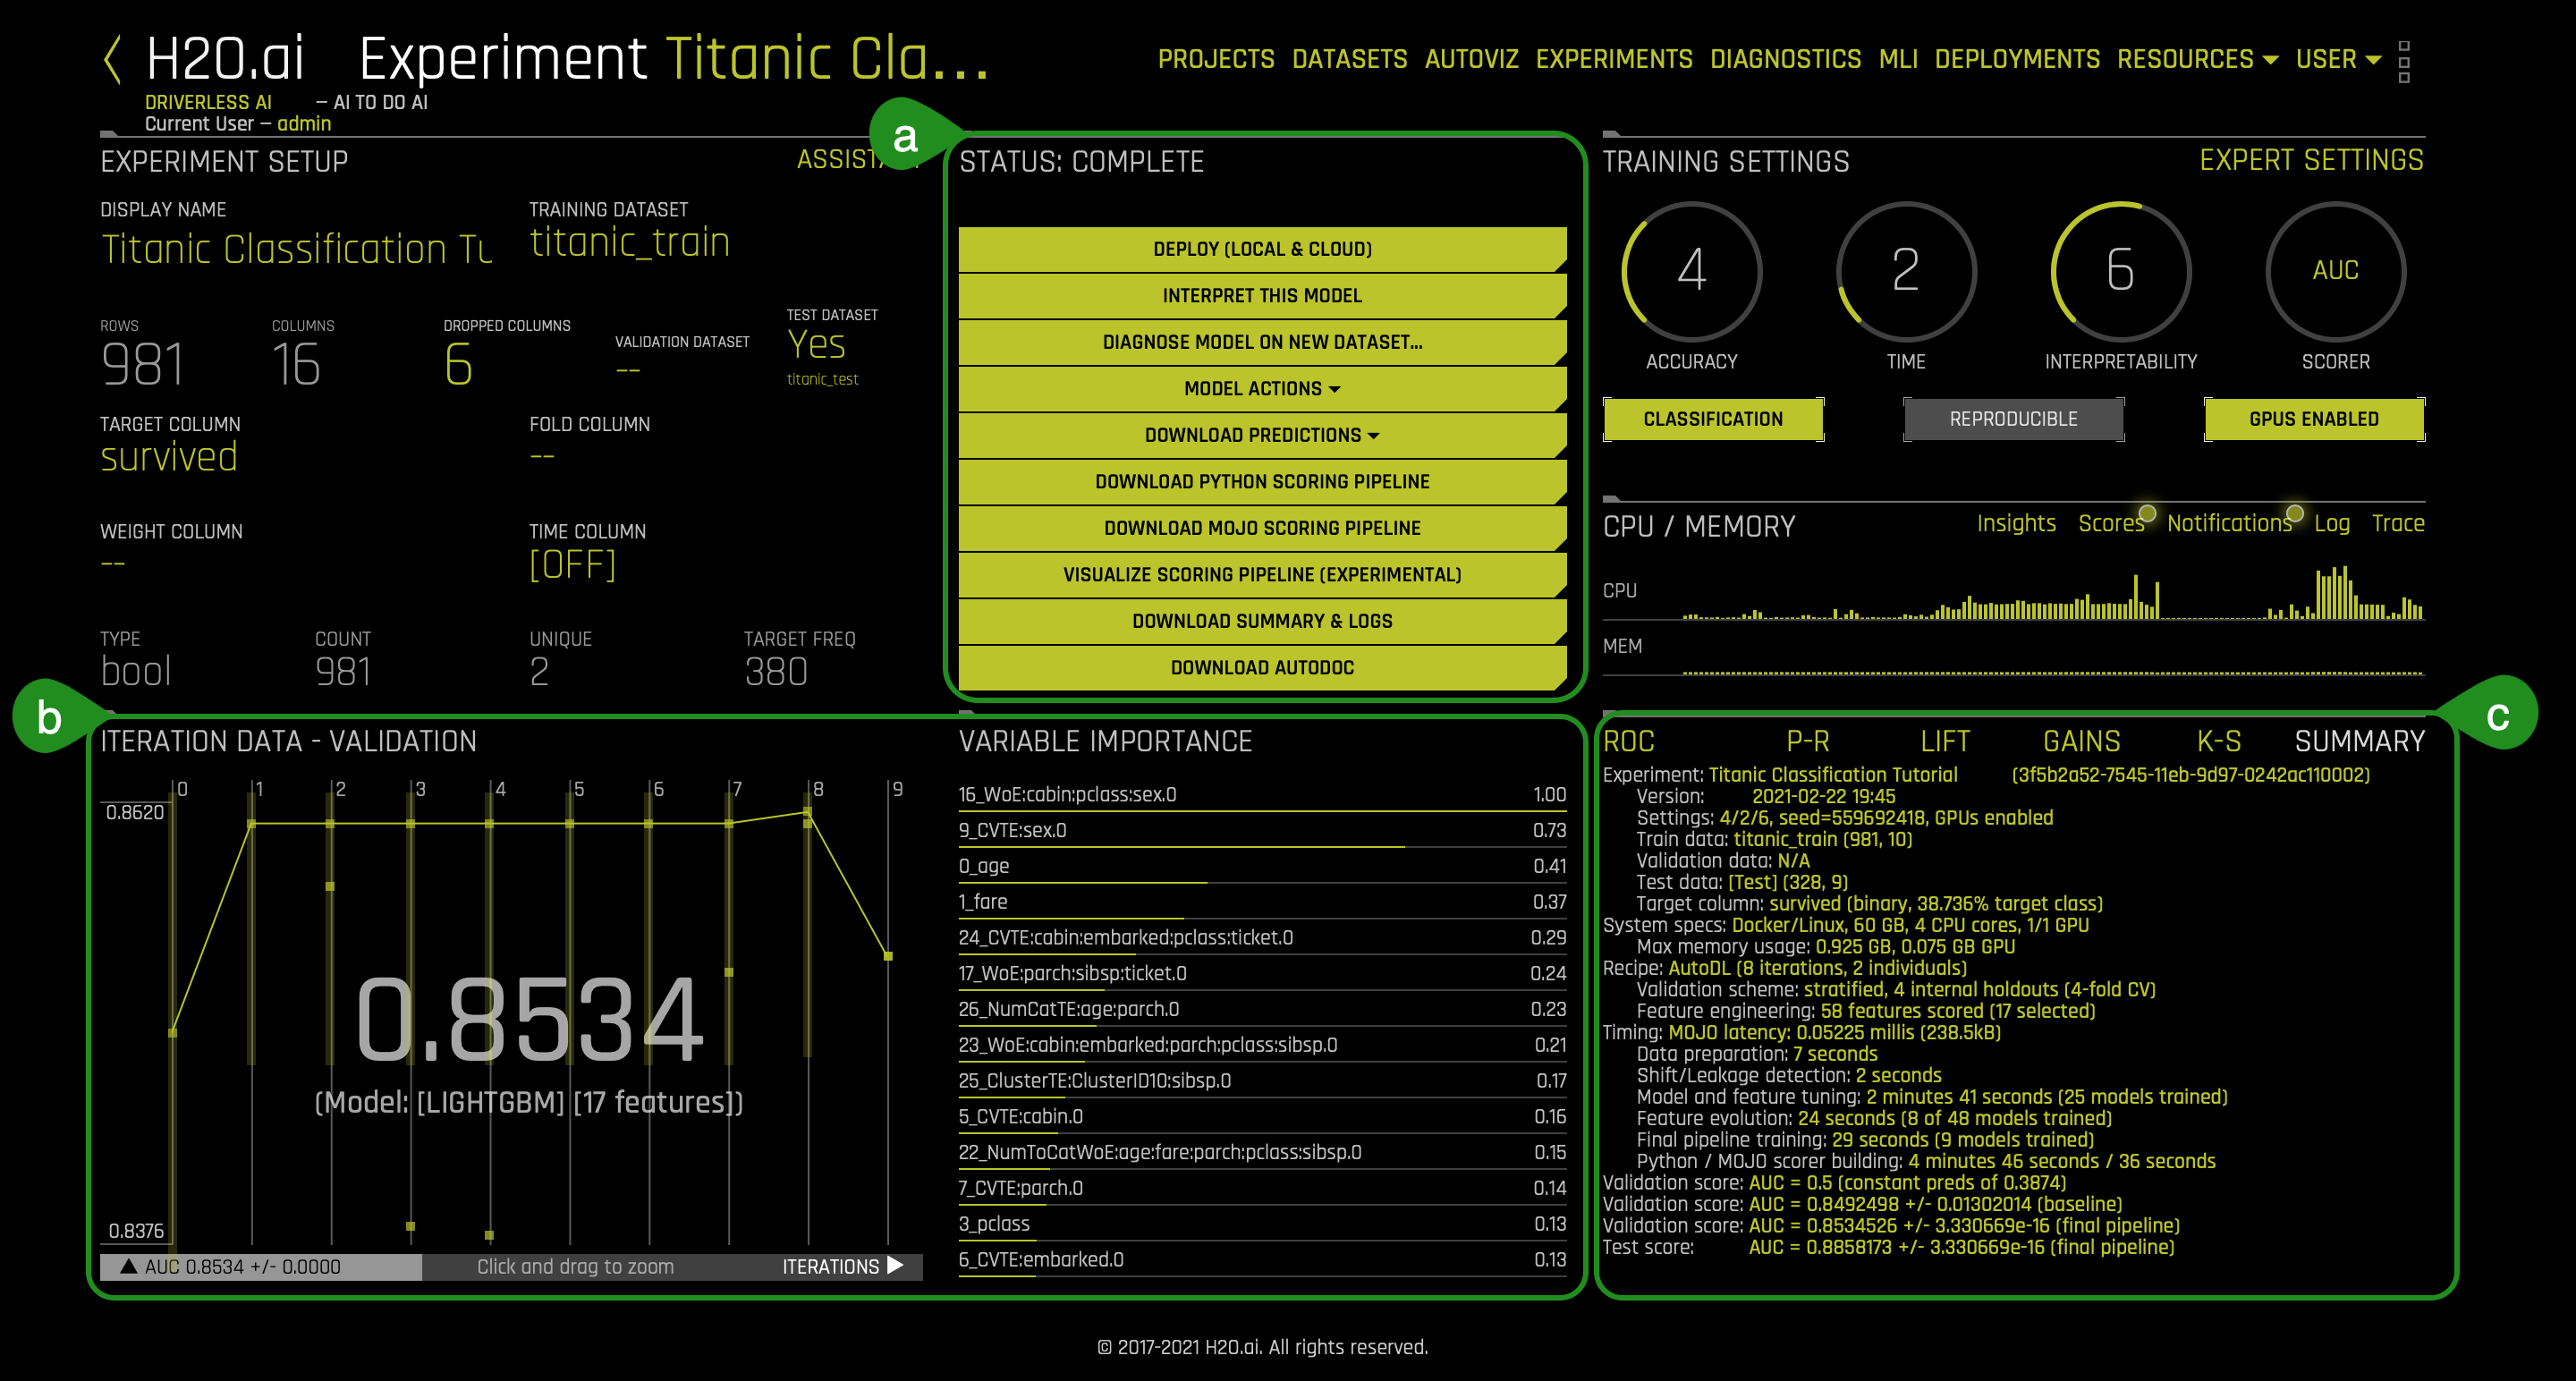 H2O.ai Experiment Titanic Cla...
DRIVERLESS AI – AI TO DO AI
Current User – admin
PROJECTS DATASETS AUTOVIZ EXPERIMENTS DIAGNOSTICS MLI DEPLOYMENTS RESOURCES USER
a
EXPERIMENT SETUP
DISPLAY NAME
Titanic Classification Tu
TRAINING DATASET
titanic_train
ROWS
981
COLUMNS
16
DROPPED COLUMNS
6
VALIDATION DATASET
--
TEST DATASET
Yes
titanic_test
TARGET COLUMN
survived
FOLD COLUMN
--
WEIGHT COLUMN
--
TIME COLUMN
[OFF]
TYPE
bool
COUNT
981
UNIQUE
2
TARGET FREQ
380
STATUS: COMPLETE
DEPLOY (LOCAL & CLOUD)
INTERPRET THIS MODEL
DIAGNOSE MODEL ON NEW DATASET...
MODEL ACTIONS
DOWNLOAD PREDICTIONS
DOWNLOAD PYTHON SCORING PIPELINE
DOWNLOAD MOJO SCORING PIPELINE
VISUALIZE SCORING PIPELINE (EXPERIMENTAL)
DOWNLOAD SUMMARY & LOGS
DOWNLOAD AUTODOC
TRAINING SETTINGS
EXPERT SETTINGS
4
ACCURACY
2
TIME
6
INTERPRETABILITY
AUC
SCORER
CLASSIFICATION
REPRODUCIBLE
GPUS ENABLED
CPU / MEMORY
Insights Scores Notifications Log Trace
CPU
MEM
b
ITERATION DATA - VALIDATION
0 1 2 3 4 5 6 7 8 9
0.8620
0.8534
(Model: [LIGHTGBM] [17 features])
0.8376
AUC 0.8534 +/- 0.0000
Click and drag to zoom
ITERATIONS
VARIABLE IMPORTANCE
16_WoE:cabin:pclass:sex.0 1.00
9_CVTE:sex.0 0.73
0_age 0.41
1_fare 0.37
24_CVTE:cabin:embarked:pclass:ticket.0 0.29
17_WoE:parch:sibsp:ticket.0 0.24
26_NumCatTE:age:parch.0 0.23
23_WoE:cabin:embarked:parch:pclass:sibsp.0 0.21
25_ClusterTE:ClusterID10:sibsp.0 0.17
5_CVTE:cabin.0 0.16
22_NumToCatWoE:age:fare:parch:pclass:sibsp.0 0.15
7_CVTE:parch.0 0.14
3_pclass 0.13
6_CVTE:embarked.0 0.13
c
ROC P-R LIFT GAINS K-S SUMMARY
Experiment: Titanic Classification Tutorial (3f5b2a52-7545-11eb-9d97-0242ac110002)
Version: 2021-02-22 19:45
Settings: 4/2/6, seed=559692418, GPUs enabled
Train data: titanic_train (981, 10)
Validation data: N/A
Test data: [Test] (328, 9)
Target column: survived (binary, 38.736% target class)
System specs: Docker/Linux, 60 GB, 4 CPU cores, 1/1 GPU
Max memory usage: 0.925 GB, 0.075 GB GPU
Recipe: AutoDL (8 iterations, 2 individuals)
Validation scheme: stratified, 4 internal holdouts (4-fold CV)
Feature engineering: 58 features scored (17 selected)
Timing: MOJO latency: 0.05225 millis (238.5kB)
Data preparation: 7 seconds
Shift/Leakage detection: 2 seconds
Model and feature tuning: 2 minutes 41 seconds (25 models trained)
Feature evolution: 24 seconds (8 of 48 models trained)
Final pipeline training: 29 seconds (9 models trained)
Python / MOJO scorer building: 4 minutes 46 seconds / 36 seconds
Validation score: AUC = 0.5 (constant preds of 0.3874)
Validation score: AUC = 0.8492498 +/- 0.01302014 (baseline)
Validation score: AUC = 0.8534526 +/- 3.330669e-16 (final pipeline)
Test score: AUC = 0.8858173 +/- 3.330669e-16 (final pipeline)
© 2017-2021 H2O.ai. All rights reserved.